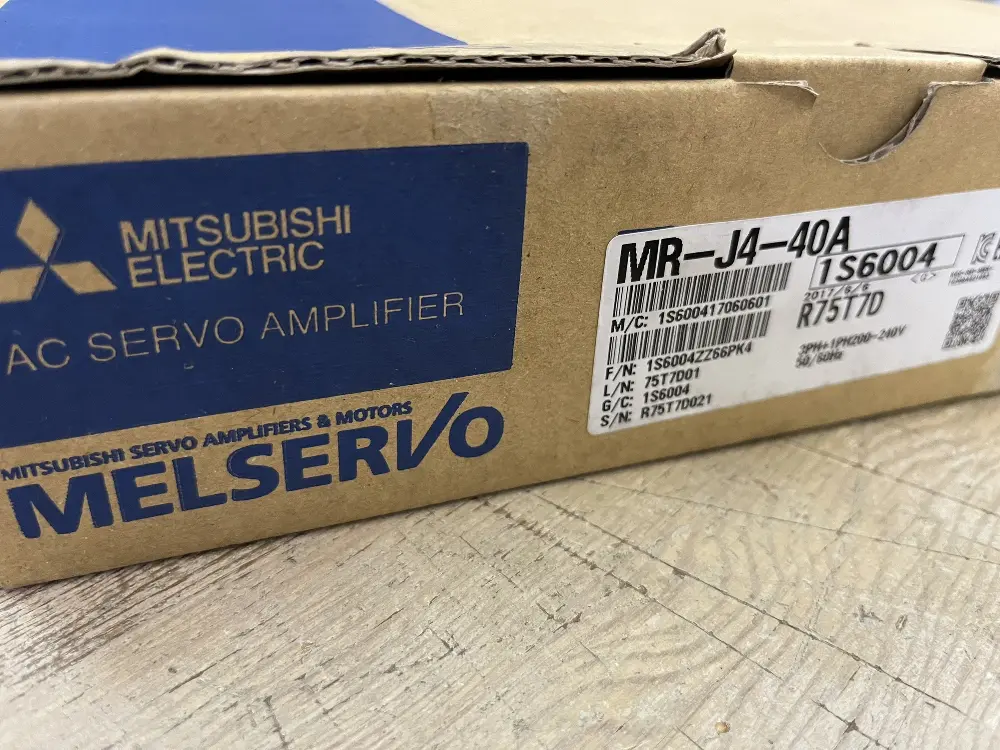 MITSUBISHI
ELECTRIC
AC SERVO AMPLIFIER
MITSUBISHI SERVO AMPLIFIERS & MOTORS
MELSERVO
MR-J4-40A
1S6004
M/C: 1S600417060601
2017/6/6
R75T7D
F/N: 1S6004ZZ66PK4
L/N: 75T7D01
G/C: 1S6004
S/N: R75T7D021
3PH+1PH200-240V
50/60Hz